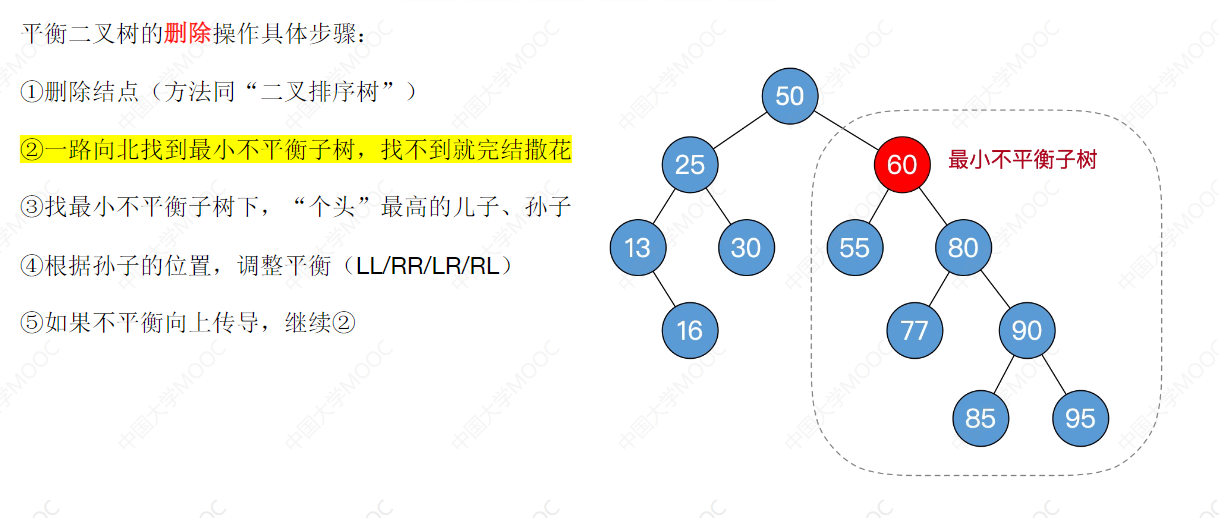 平衡二叉树的删除操作具体步骤：
①删除结点（方法同“二叉排序树”）
②一路向北找到最小不平衡子树，找不到就完结撒花
③找最小不平衡子树下，“个头”最高的儿子、孙子
④根据孙子的位置，调整平衡（LL/RR/LR/RL）
⑤如果不平衡向上传导，继续②
50
25
60
最小不平衡子树
13
30
55
80
16
77
90
85
95
中国大学MOOC